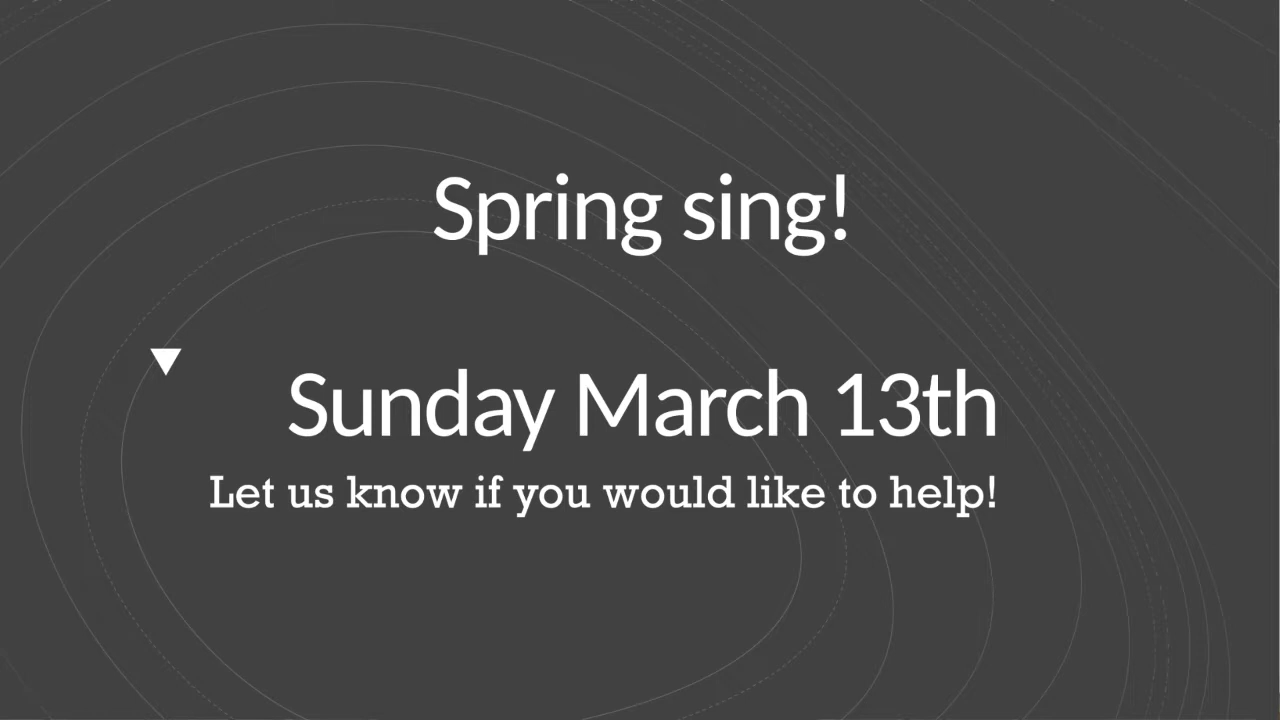 Spring sing!
Sunday March 13th
Let us know if you would like to help!